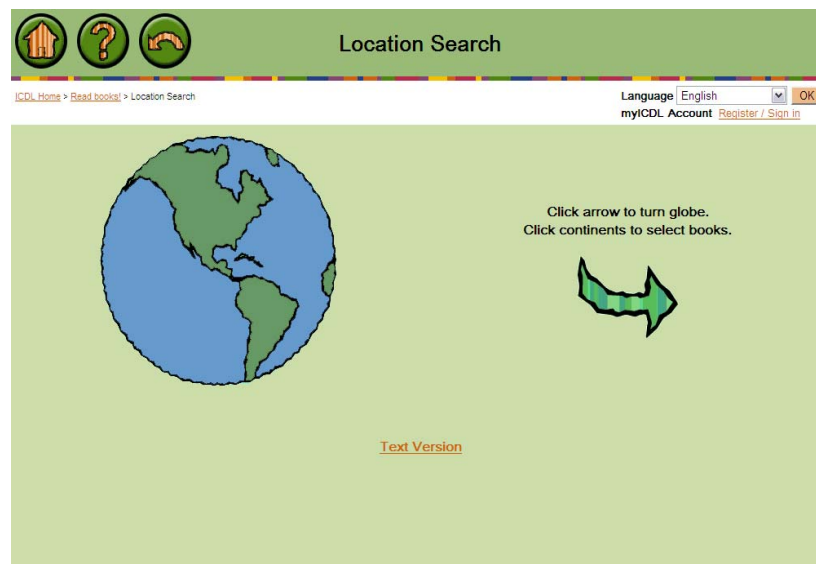 Location Search
ICDL Home > Read books! > Location Search
Language English OK
myICDL Account Register / Sign in
Click arrow to turn globe.
Click continents to select books.
Text Version